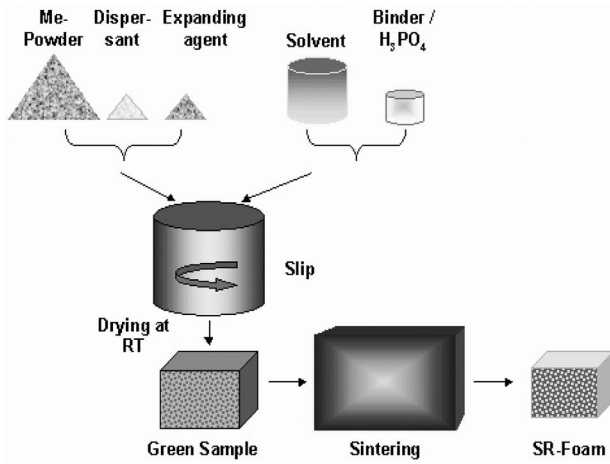 Me-
Powder
Disper-
sant
Expanding
agent
Solvent
Binder /
H₃PO₄
Slip
Drying at
RT
Green Sample
Sintering
SR-Foam